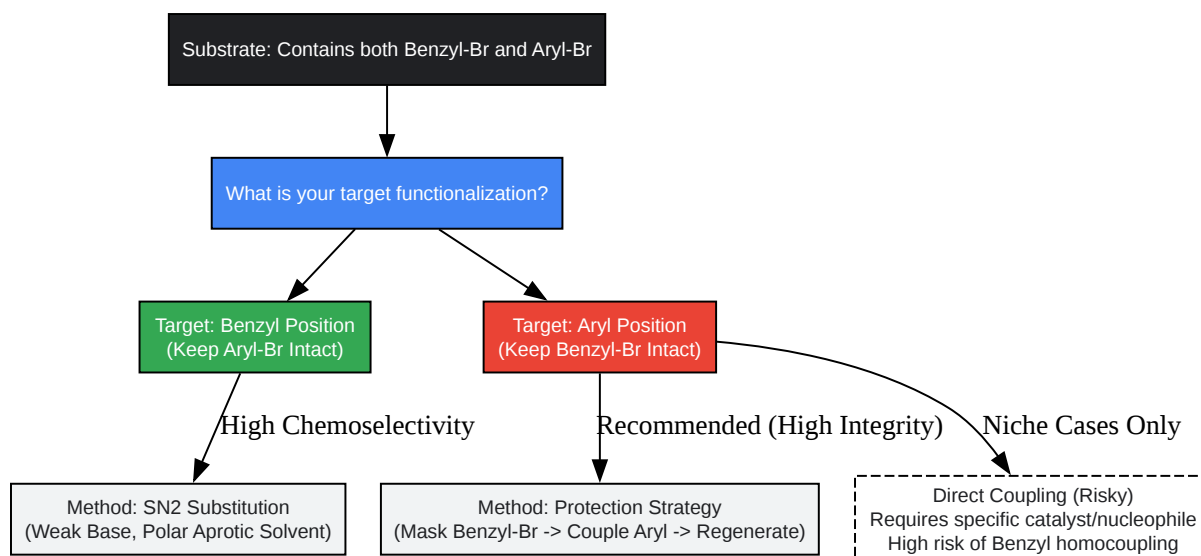 Substrate: Contains both Benzyl-Br and Aryl-Br
What is your target functionalization?
Target: Benzyl Position
(Keep Aryl-Br Intact)
Target: Aryl Position
(Keep Benzyl-Br Intact)
High Chemoselectivity
Recommended (High Integrity)
Niche Cases Only
Method: SN2 Substitution
(Weak Base, Polar Aprotic Solvent)
Method: Protection Strategy
(Mask Benzyl-Br -> Couple Aryl -> Regenerate)
Direct Coupling (Risky)
Requires specific catalyst/nucleophile
High risk of Benzyl homocoupling